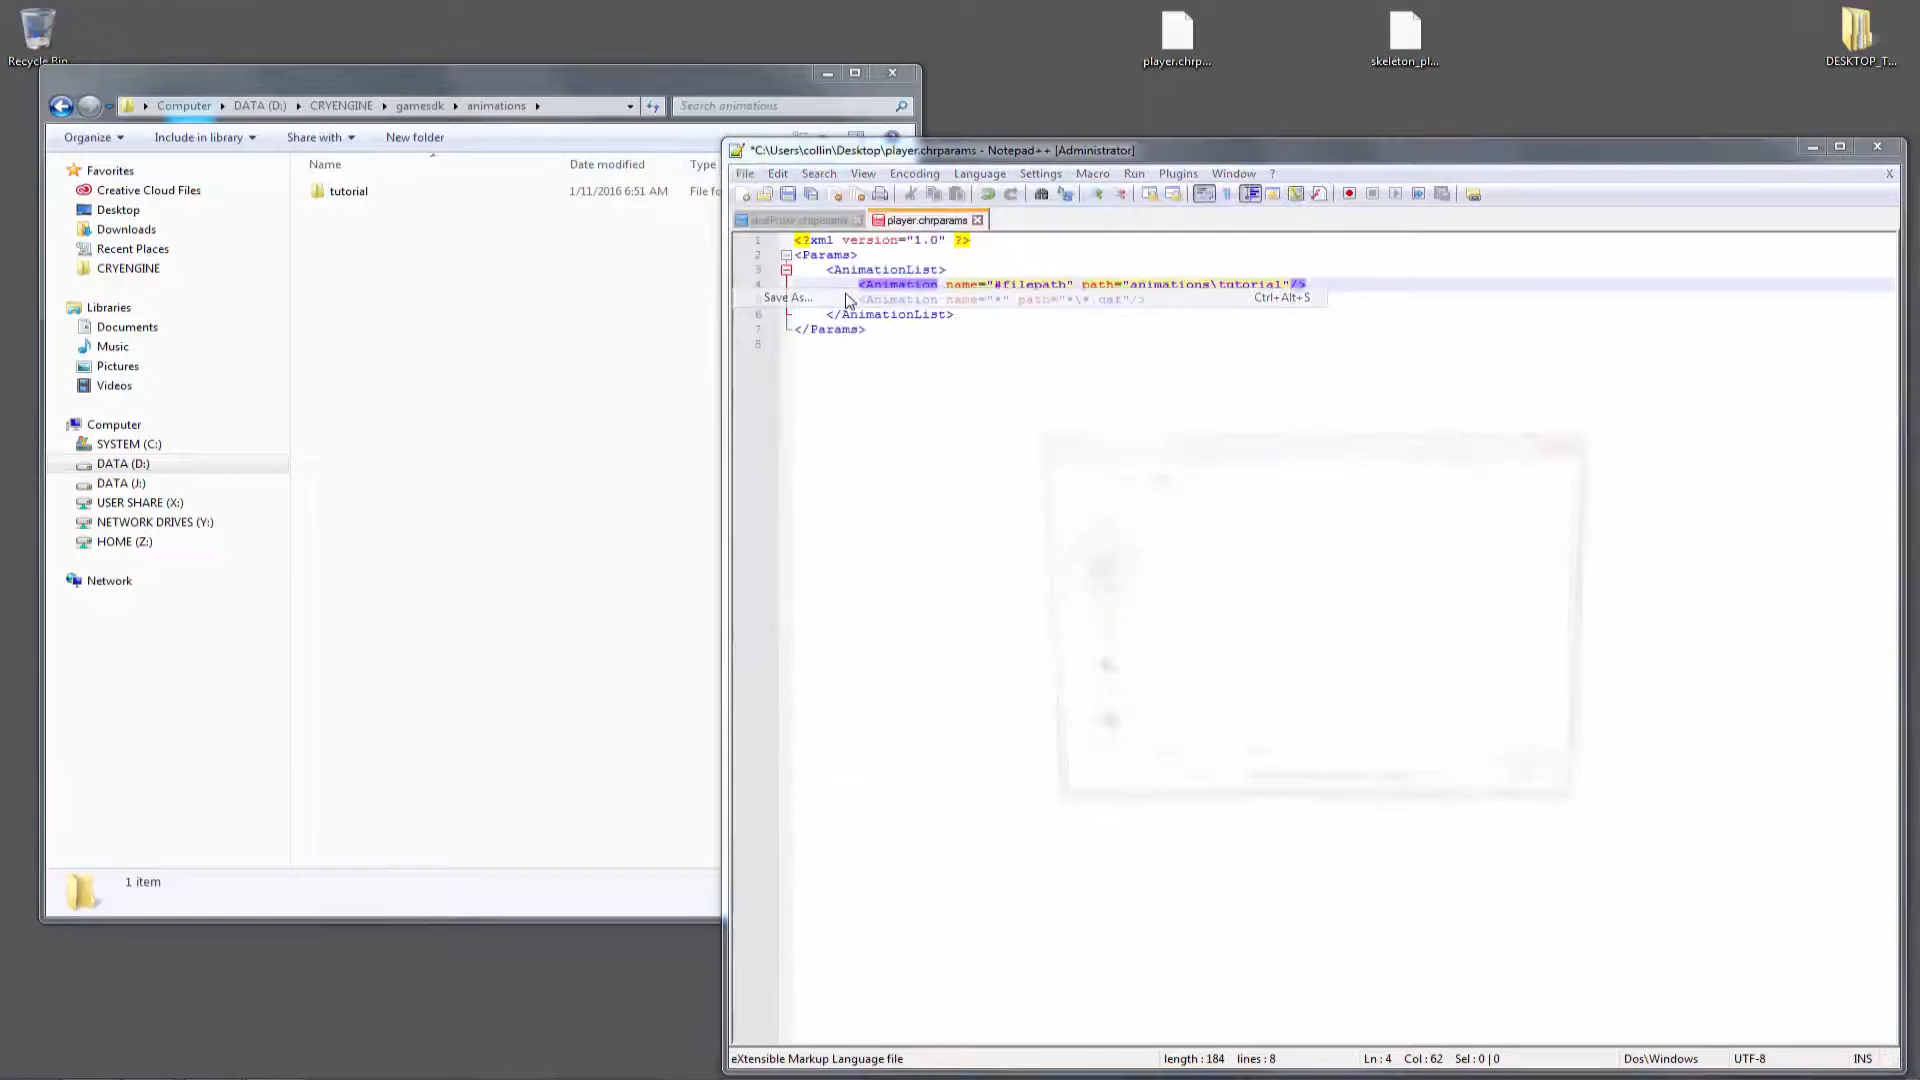 Recycle Bin
player.chrp...
skeleton_pl...
DESKTOP_T...
Computer
DATA (D:)
CRYENGINE
gamesdk
animations
Search animations
Organize
Include in library
Share with
New folder
Favorites
Creative Cloud Files
Desktop
Downloads
Recent Places
CRYENGINE
Libraries
Documents
Music
Pictures
Videos
Computer
SYSTEM (C:)
DATA (D:)
DATA (J:)
USER SHARE (X:)
NETWORK DRIVES (Y:)
HOME (Z:)
Network
Name
Date modified
Type
tutorial
1/11/2016 6:51 AM
File fo
1 item
*C:\Users\collin\Desktop\player.chrparams - Notepad++ [Administrator]
File Edit Search View Encoding Language Settings Macro Run Plugins Window ?
X
player.chrparams
1 <?xml version="1.0" ?>
2 <Params>
3 <AnimationList>
4 <Animation name="#filepath" path="animations\tutorial"/>
Save As...
Ctrl+Alt+S
<Animation name="*" path="*\*.caf"/>
6 </AnimationList>
7 </Params>
8
eXtensible Markup Language file
length : 184 lines : 8
Ln : 4 Col : 62 Sel : 0 | 0
Dos\Windows
UTF-8
INS